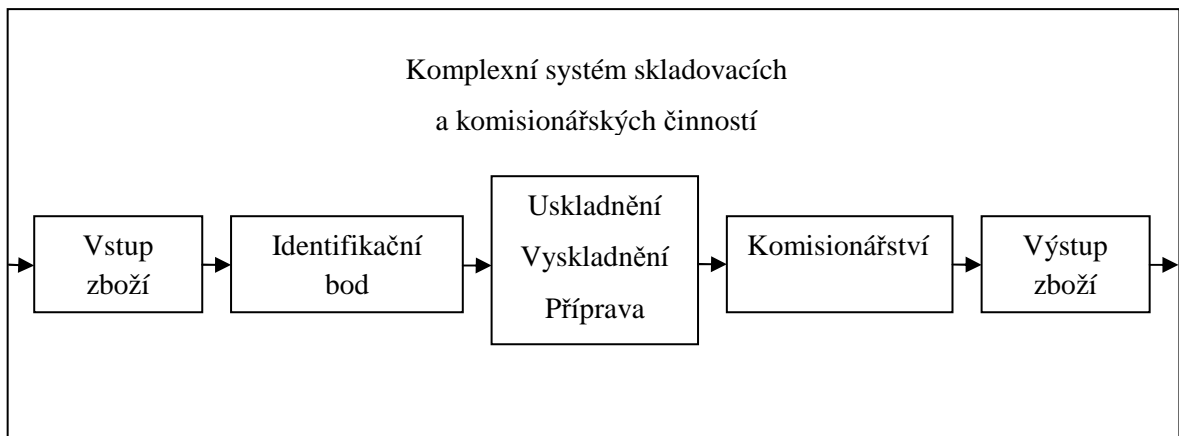 Komplexní systém skladovacích
a komisionářských činností
Vstup
zboží
Identifikační
bod
Uskladnění
Vyskladnění
Příprava
Komisionářství
Výstup
zboží